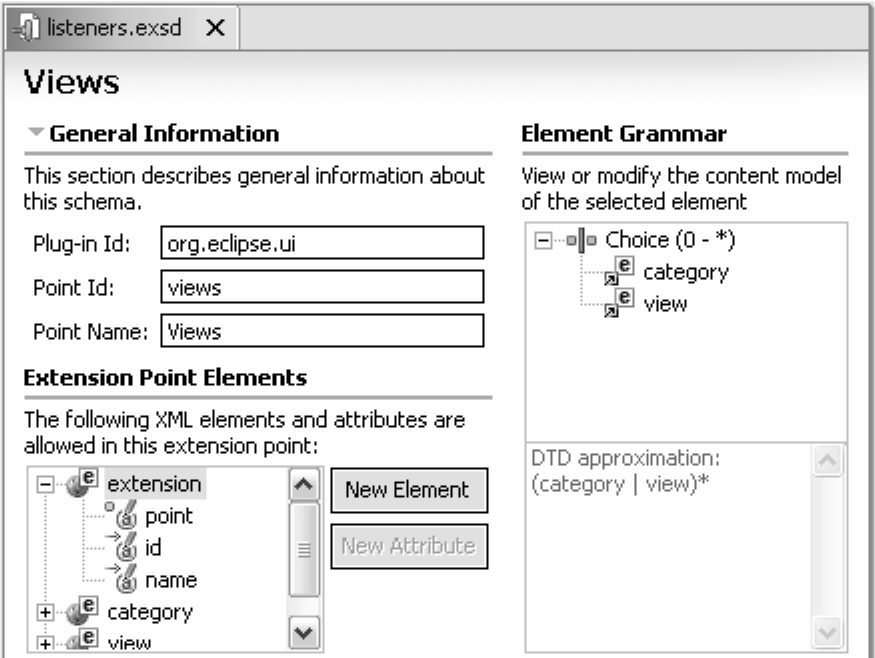 listeners.exsd
Views
General Information
This section describes general information about
this schema.
Plug-in Id: org.eclipse.ui
Point Id: views
Point Name: Views
Extension Point Elements
The following XML elements and attributes are
allowed in this extension point:
extension
point
id
name
category
view
New Element
New Attribute
Element Grammar
View or modify the content model
of the selected element
Choice (0 - *)
category
view
DTD approximation:
(category | view)*